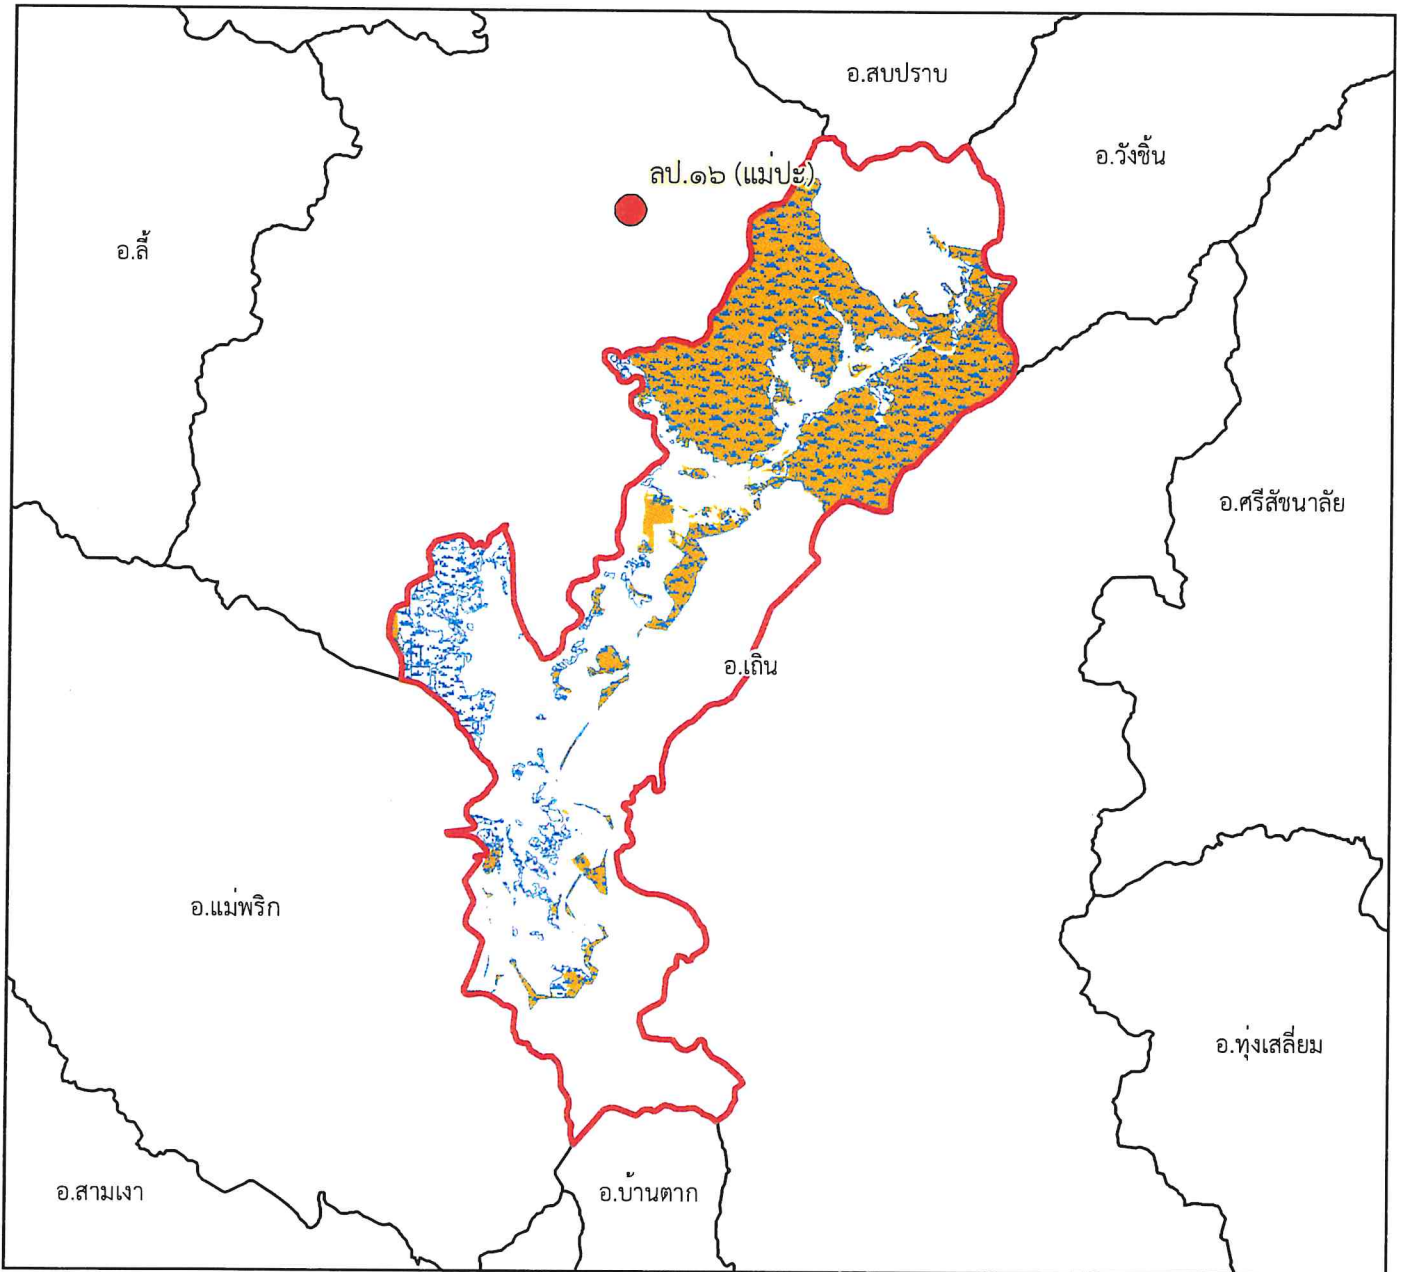 อ.สบปราบ
อ.วังชิ้น
ลป.๑๖ (แม่ปะ)
อ.ลี้
อ.ศรีสัชนาลัย
อ.เถิน
อ.แม่พริก
อ.ทุ่งเสลี่ยม
อ.สามเงา
อ.บ้านตาก